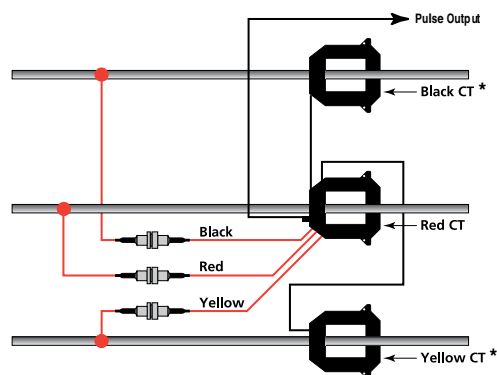 Pulse Output
Black CT *
Black
Red CT
Red
Yellow
Yellow CT *